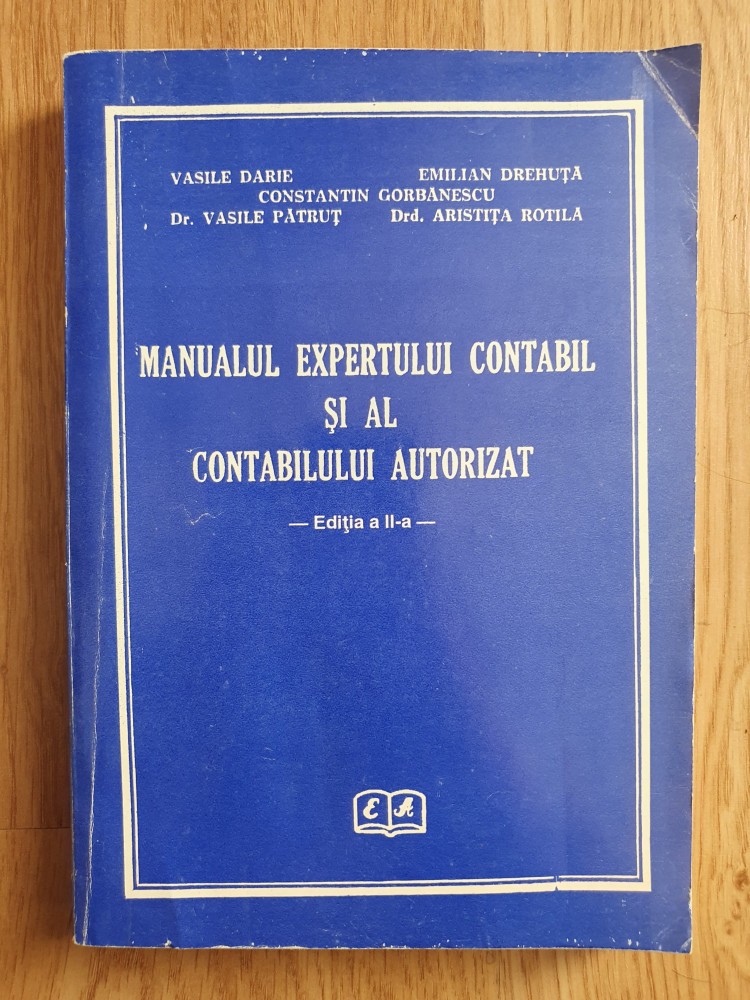 VASILE DARIE EMILIAN DREHUȚĂ
CONSTANTIN GORBĂNESCU
Dr. VASILE PĂTRUȚ Drd. ARISTIȚA ROTILĂ
MANUALUL EXPERTULUI CONTABIL
ŞI AL
CONTABILULUI AUTORIZAT
— Ediţia a II-a —
E A